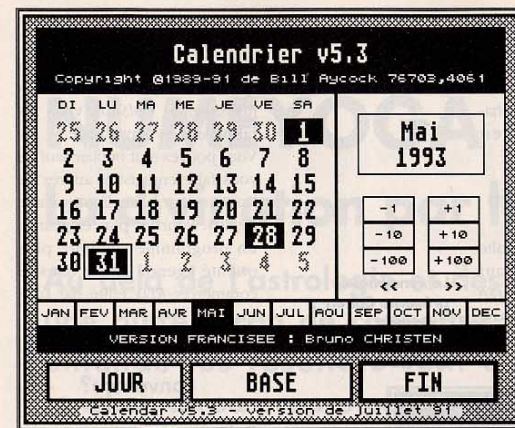 Calendrier v5.3
Copyright @1989-91 de Bill Aycock 76703,4061
DI LU MA ME JE VE SA
25 26 27 28 29 30 1
2 3 4 5 6 7 8
9 10 11 12 13 14 15
16 17 18 19 20 21 22
23 24 25 26 27 28 29
30 31 1 2 3 4 5
Mai
1993
-1 +1
-10 +10
-100 +100
<< >>
JAN FEV MAR AVR MAI JUN JUL AOU SEP OCT NOV DEC
VERSION FRANCISEE : Bruno CHRISTEN
JOUR BASE FIN
Calendar v5.3 - version de Juillet 91